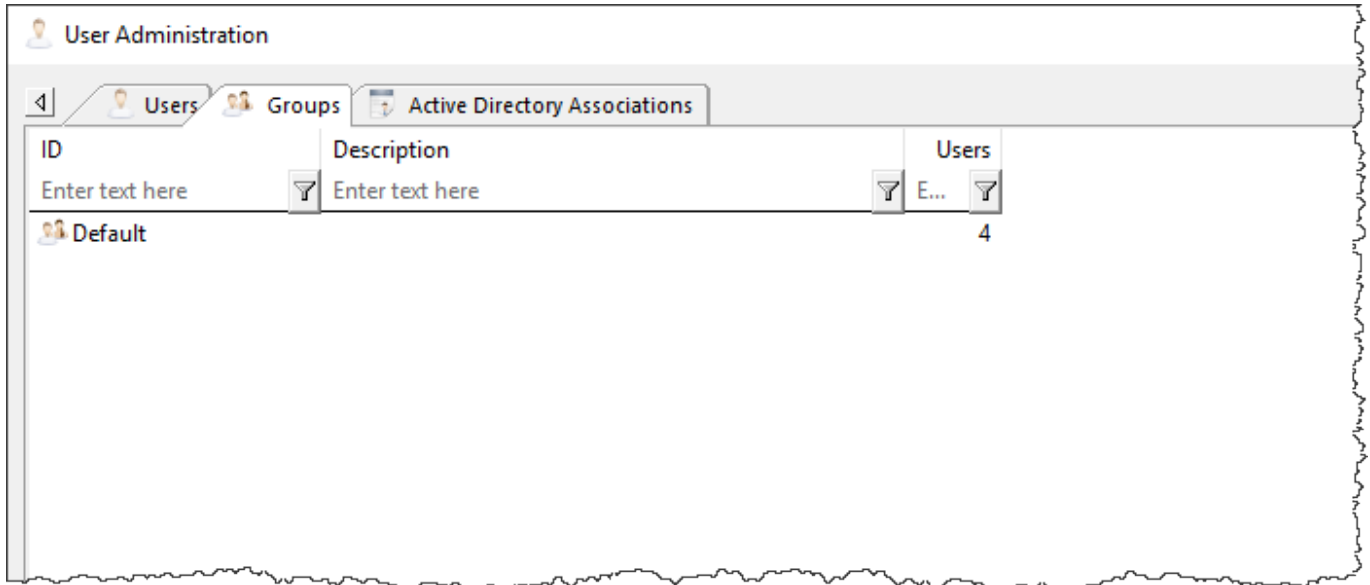 User Administration
Users Groups Active Directory Associations
ID Description Users
Enter text here Enter text here E...
Default 4